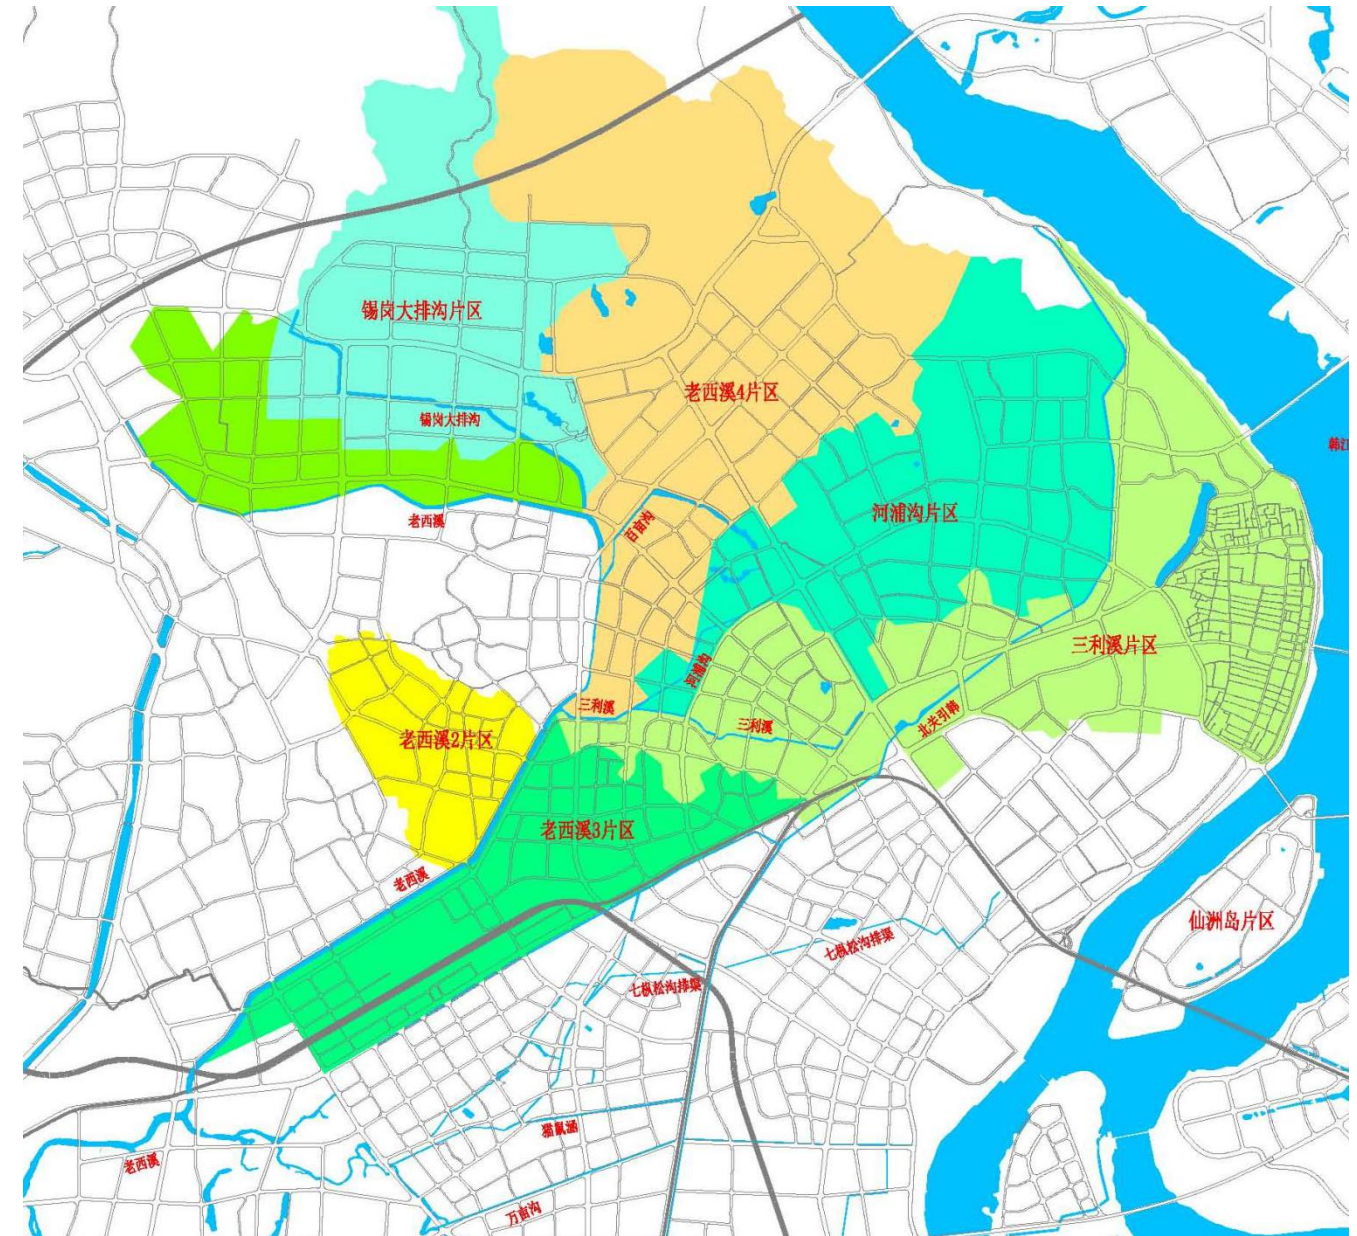 锡岗大排沟片区
老西溪4片区
锡岗大排沟
韩江
老西溪
百亩沟
河浦沟片区
三利溪片区
河浦沟
三利溪
三利溪
北关引韩
老西溪2片区
老西溪3片区
老西溪
仙洲岛片区
七枞松沟排渠
七枞松沟排渠
猫鼠涵
老西溪
万亩沟